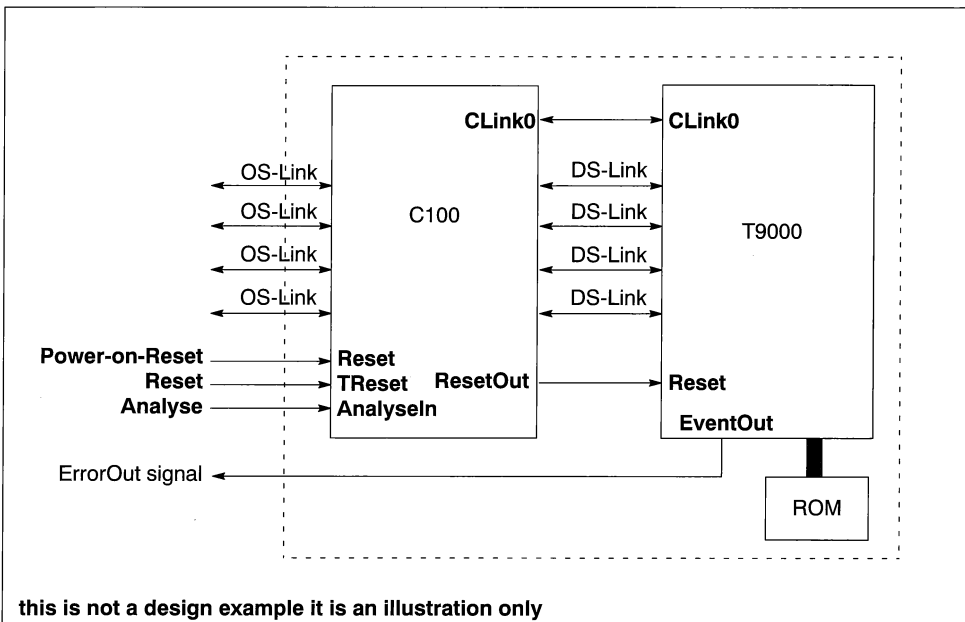 CLink0
CLink0
OS-Link
DS-Link
OS-Link
C100
DS-Link
T9000
OS-Link
DS-Link
OS-Link
DS-Link
Power-on-Reset
Reset
Reset
TReset
ResetOut
Reset
Analyse
AnalyseIn
EventOut
ErrorOut signal
ROM
this is not a design example it is an illustration only